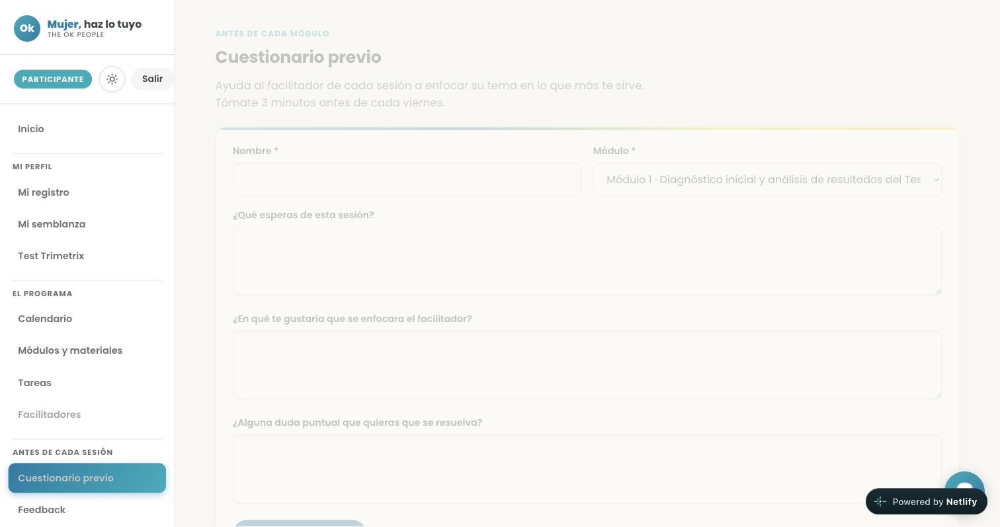 Ok
Mujer, haz lo tuyo
THE OK PEOPLE
PARTICIPANTE
Salir
Inicio
MI PERFIL
Mi registro
Mi semblanza
Test Trimetrix
EL PROGRAMA
Calendario
Módulos y materiales
Tareas
Facilitadores
ANTES DE CADA SESIÓN
Cuestionario previo
Feedback
ANTES DE CADA MÓDULO
Cuestionario previo
Ayuda al facilitador de cada sesión a enfocar su tema en lo que más te sirve.
Tómate 3 minutos antes de cada viernes.
Nombre *
Módulo *
Módulo 1 · Diagnóstico inicial y análisis de resultados del Tes
¿Qué esperas de esta sesión?
¿En qué te gustaría que se enfocara el facilitador?
¿Alguna duda puntual que quieras que se resuelva?
Powered by Netlify